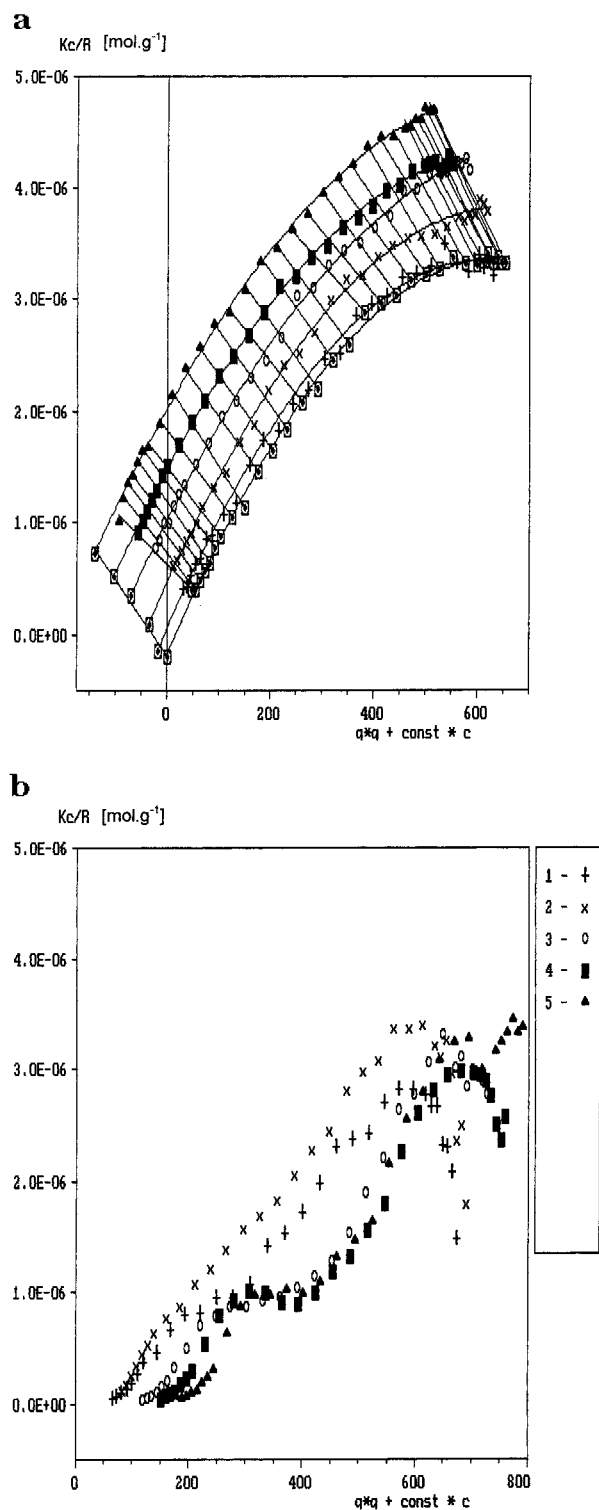 a
Kc/R [mol.g⁻¹]
5.0E-06
4.0E-06
3.0E-06
2.0E-06
1.0E-06
0.0E+00
0 200 400 600
q*q + const * c
b
Kc/R [mol.g⁻¹]
5.0E-06
4.0E-06
3.0E-06
2.0E-06
1.0E-06
0.0E+00
1 - +
2 - x
3 - o
4 - ■
5 - ▲
0 200 400 600 800
q*q + const * c